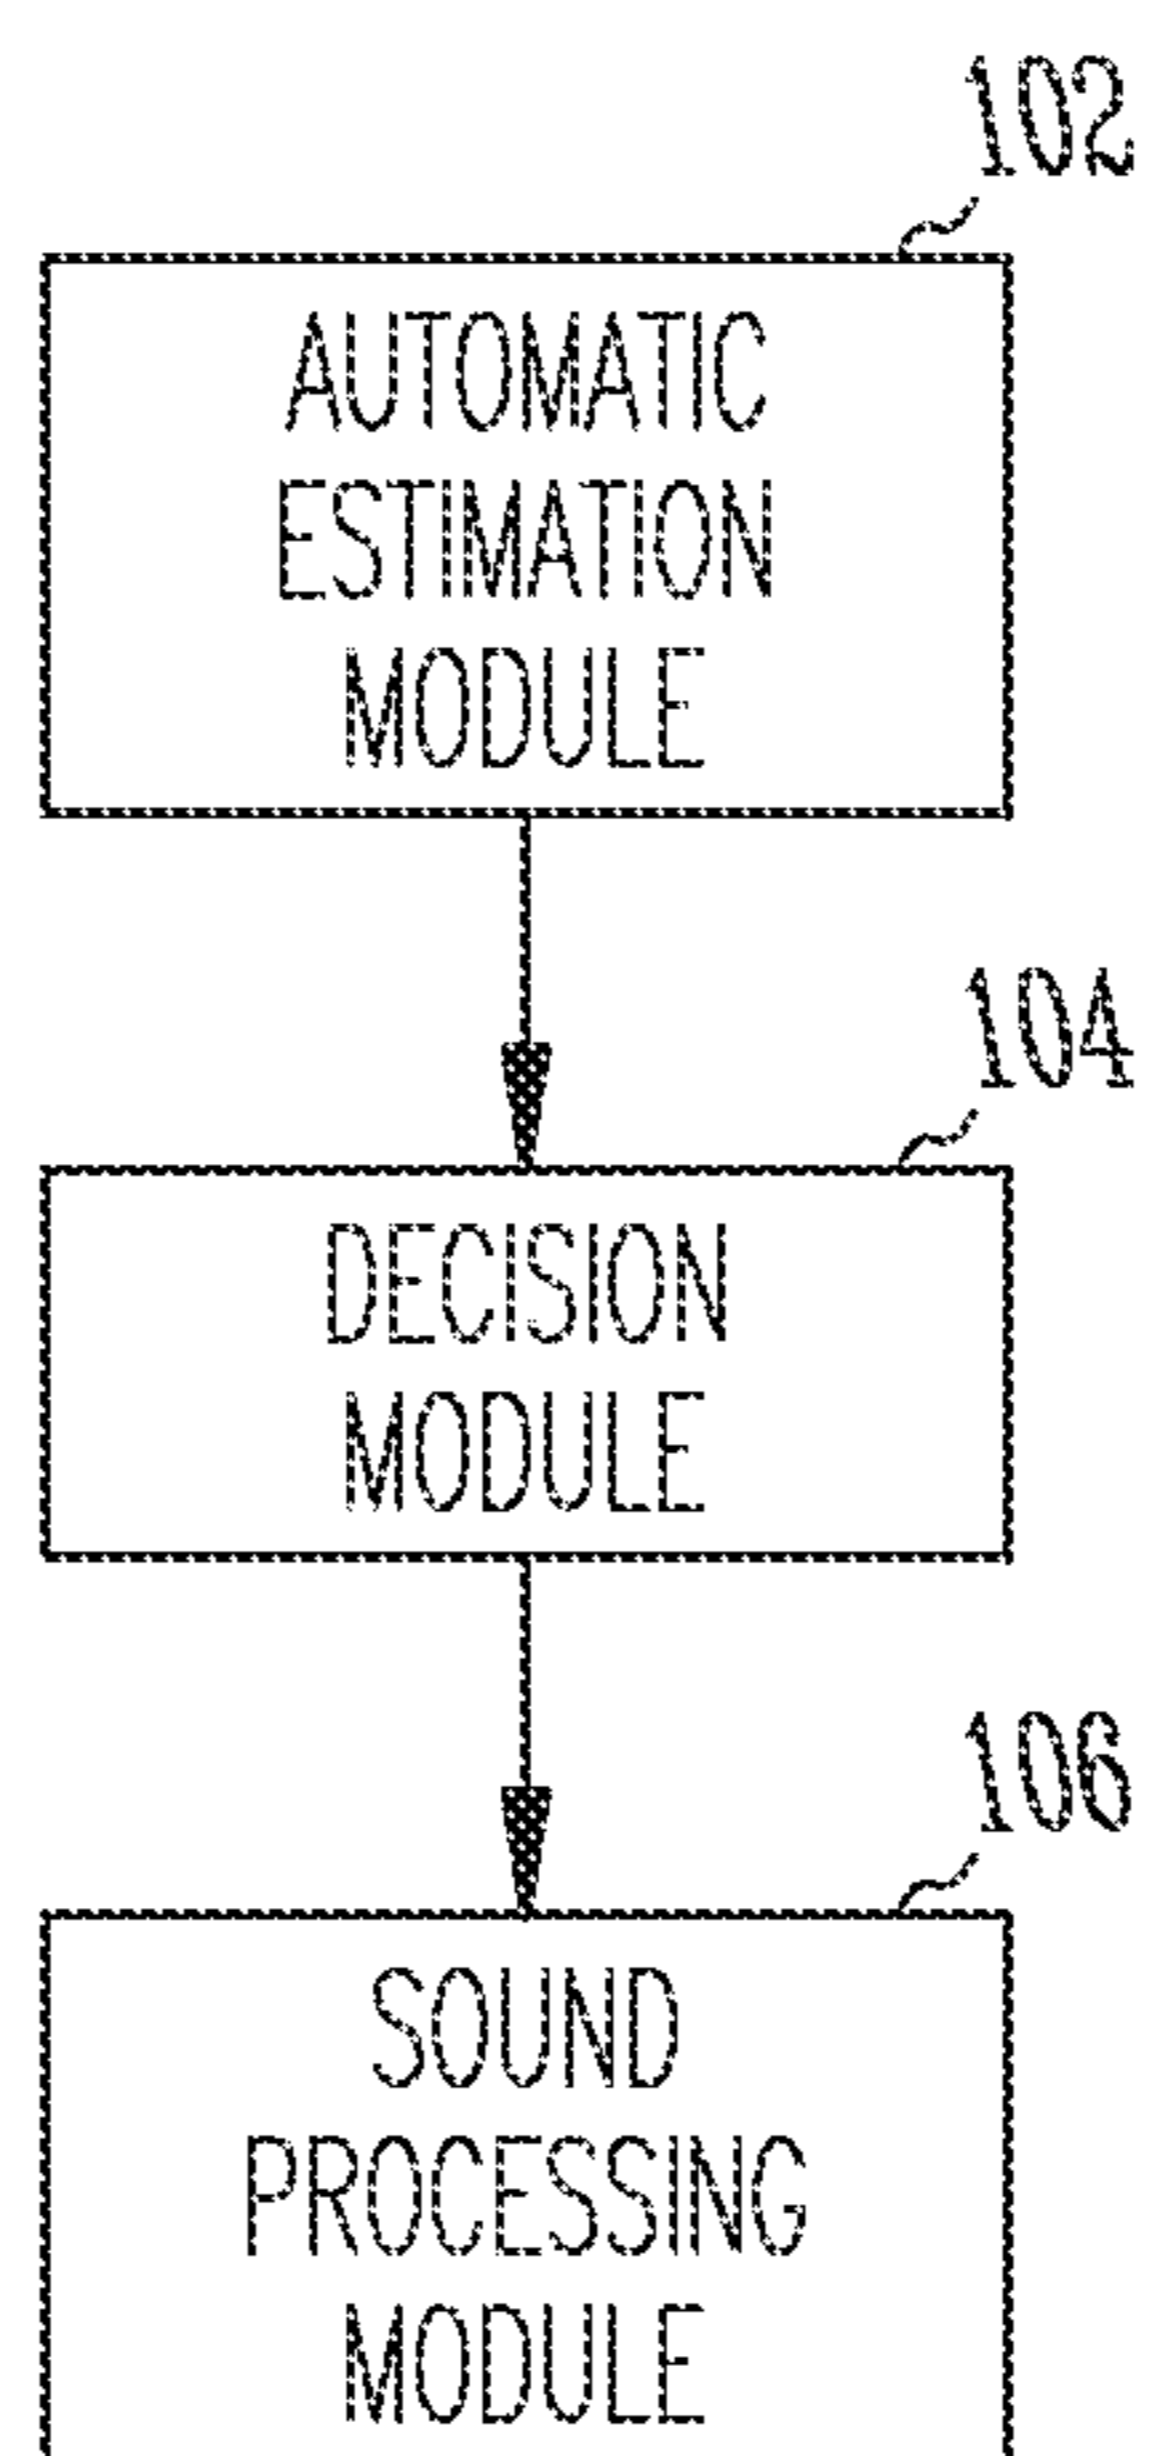 102
AUTOMATIC
ESTIMATION
MODULE
104
DECISION
MODULE
106
SOUND
PROCESSING
MODULE